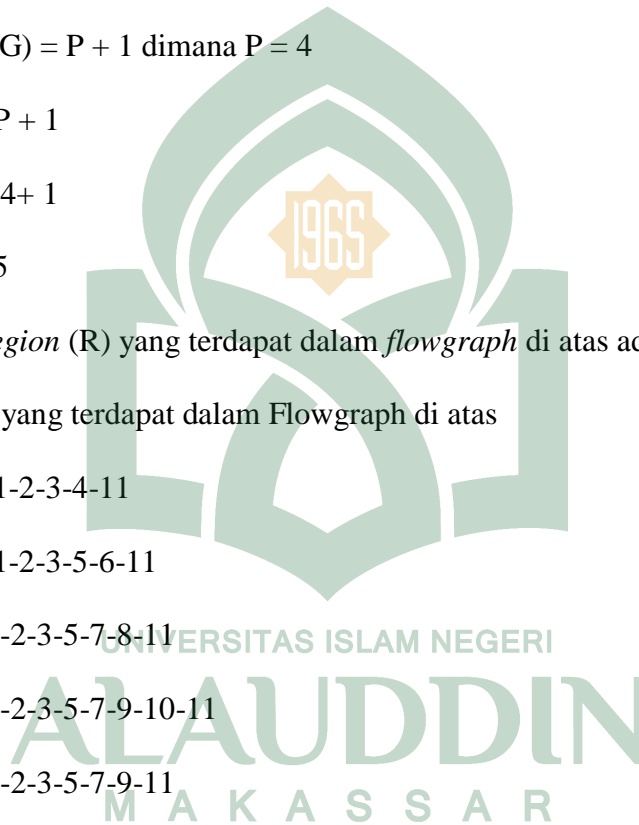 G) = P + 1 dimana P = 4
P + 1
4+ 1
5
egion (R) yang terdapat dalam flowgraph di atas
yang terdapat dalam Flowgraph di atas
1-2-3-4-11
1-2-3-5-6-11
-2-3-5-7-8-11
-2-3-5-7-9-10-11
-2-3-5-7-9-11
1965
UNIVERSITAS ISLAM NEGERI
ALAUDDIN
MAKASSAR